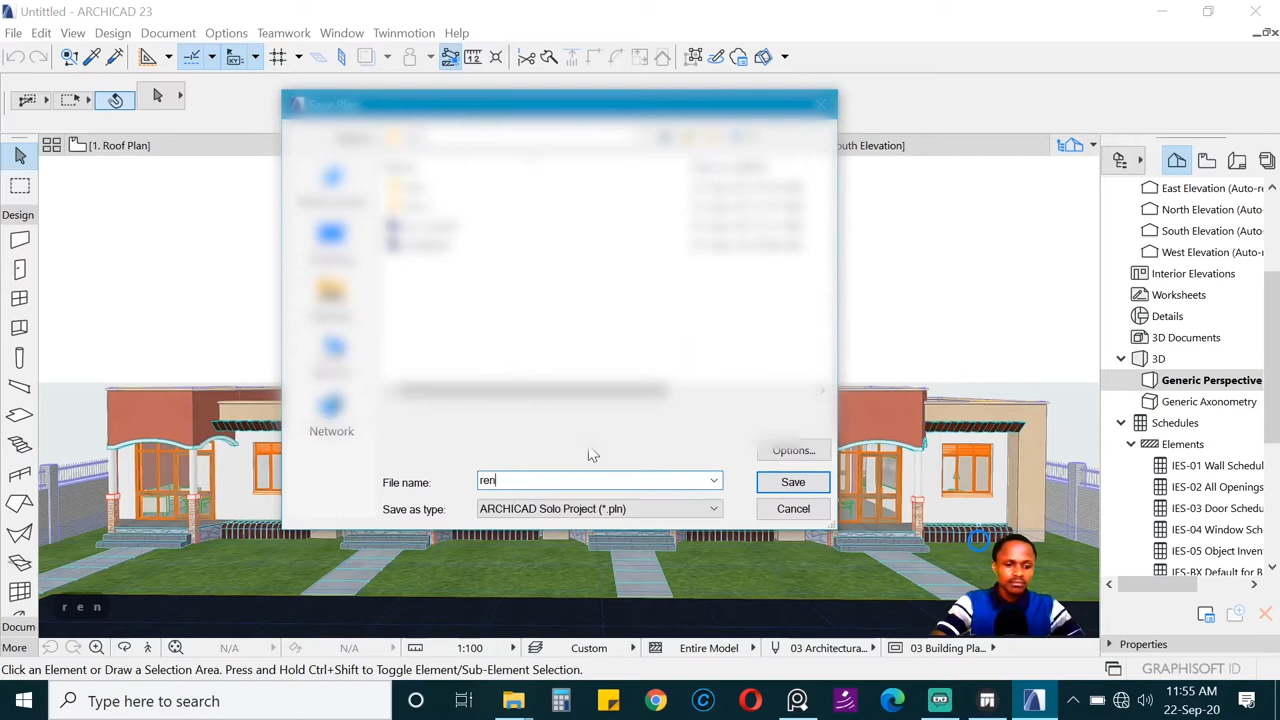 Untitled - ARCHICAD 23
File Edit View Design Document Options Teamwork Window Twinmotion Help
[1. Roof Plan]
outh Elevation]
Design
East Elevation (Auto-re
North Elevation (Auto-
South Elevation (Auto-
West Elevation (Auto-r
Interior Elevations
Worksheets
Details
3D Documents
3D
Generic Perspective
Generic Axonometry
Schedules
Elements
IES-01 Wall Schedul
IES-02 All Openings
IES-03 Door Schedu
IES-04 Window Sche
IES-05 Object Inven
IES-BX Default for B
Network
Options...
File name: ren
Save
Save as type: ARCHICAD Solo Project (*.pln)
Cancel
r e n
Docum
More
N/A
N/A
1:100
Custom
Entire Model
03 Architectura...
03 Building Pla...
Properties
Click an Element or Draw a Selection Area. Press and Hold Ctrl+Shift to Toggle Element/Sub-Element Selection.
GRAPHISOFT ID
Type here to search
11:55 AM
22-Sep-20